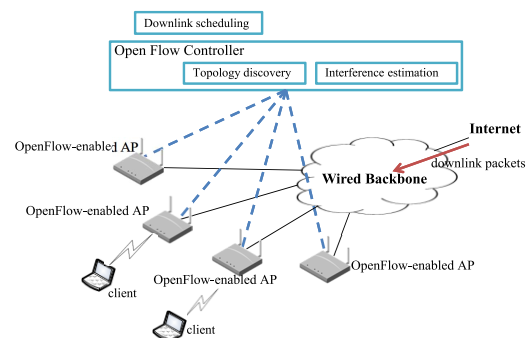 Downlink scheduling
Open Flow Controller
Topology discovery
Interference estimation
OpenFlow-enabled AP
Internet
downlink packets
Wired Backbone
OpenFlow-enabled AP
OpenFlow-enabled AP
OpenFlow-enabled AP
client
client